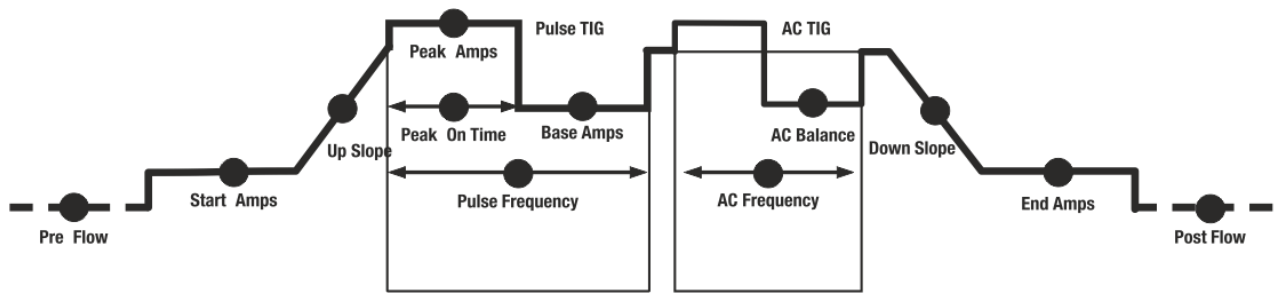 Pulse TIG
AC TIG
Peak Amps
Peak On Time
Base Amps
AC Balance
Up Slope
Down Slope
Start Amps
Pulse Frequency
AC Frequency
End Amps
Pre Flow
Post Flow